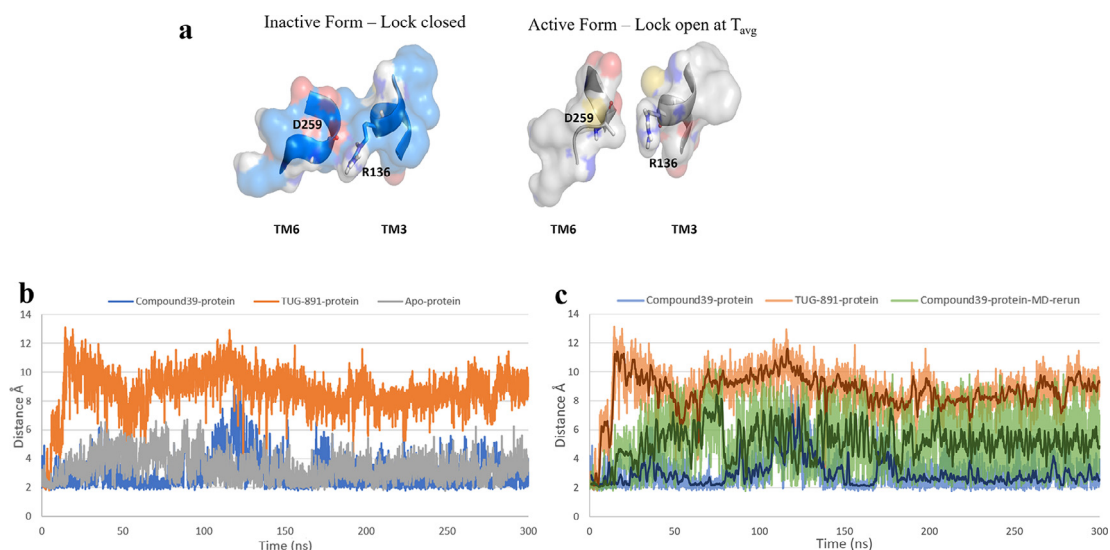 a
Inactive Form – Lock closed
Active Form – Lock open at Tavg
D259
R136
TM6
TM3
D259
R136
TM6
TM3
b
Compound39-protein
TUG-891-protein
Apo-protein
14
12
10
8
6
4
2
0
Distance Å
0
50
100
150
200
250
300
Time (ns)
c
Compound39-protein
TUG-891-protein
Compound39-protein-MD-rerun
14
12
10
8
6
4
2
0
Distance Å
0
50
100
150
200
250
300
Time (ns)